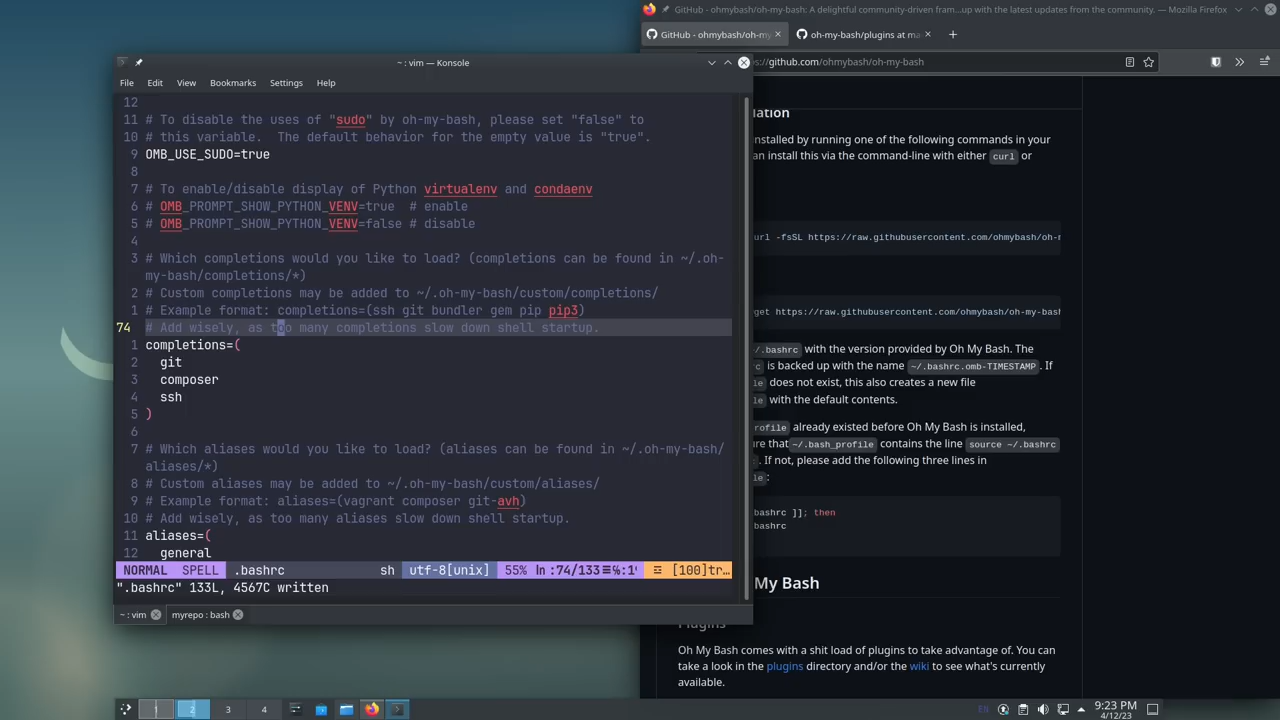 GitHub - ohmybash/oh-my-bash: A delightful community-driven fram…up with the latest updates from the community. — Mozilla Firefox
GitHub - ohmybash/oh-my
oh-my-bash/plugins at ma
s://github.com/ohmybash/oh-my-bash
~ : vim — Konsole
File Edit View Bookmarks Settings Help
12
11 # To disable the uses of "sudo" by oh-my-bash, please set "false" to
10 # this variable.  The default behavior for the empty value is "true".
9 OMB_USE_SUDO=true
8
7 # To enable/disable display of Python virtualenv and condaenv
6 # OMB_PROMPT_SHOW_PYTHON_VENV=true  # enable
5 # OMB_PROMPT_SHOW_PYTHON_VENV=false # disable
4
3 # Which completions would you like to load? (completions can be found in ~/.oh-
my-bash/completions/*)
2 # Custom completions may be added to ~/.oh-my-bash/custom/completions/
1 # Example format: completions=(ssh git bundler gem pip pip3)
74 # Add wisely, as too many completions slow down shell startup.
1 completions=(
2 git
3 composer
4 ssh
5 )
6
7 # Which aliases would you like to load? (aliases can be found in ~/.oh-my-bash/
aliases/*)
8 # Custom aliases may be added to ~/.oh-my-bash/custom/aliases/
9 # Example format: aliases=(vagrant composer git-avh)
10 # Add wisely, as too many aliases slow down shell startup.
11 aliases=(
12 general
NORMAL SPELL .bashrc sh utf-8[unix] 55% ln :74/133 [100]tr…
".bashrc" 133L, 4567C written
~ : vim
myrepo : bash
lation
installed by running one of the following commands in your
an install this via the command-line with either curl or
url -fsSL https://raw.githubusercontent.com/ohmybash/oh-m
get https://raw.githubusercontent.com/ohmybash/oh-my
~/.bashrc with the version provided by Oh My Bash. The
rc is backed up with the name ~/.bashrc.omb-TIMESTAMP. If
le does not exist, this also creates a new file
le with the default contents.
rofile already existed before Oh My Bash is installed,
ure that ~/.bash_profile contains the line source ~/.bashrc
. If not, please add the following three lines in
le :
bashrc ]]; then
bashrc
My Bash
Plugins
Oh My Bash comes with a shit load of plugins to take advantage of. You can
take a look in the plugins directory and/or the wiki to see what's currently
available.
1 2 3 4
EN
9:23 PM
4/12/23